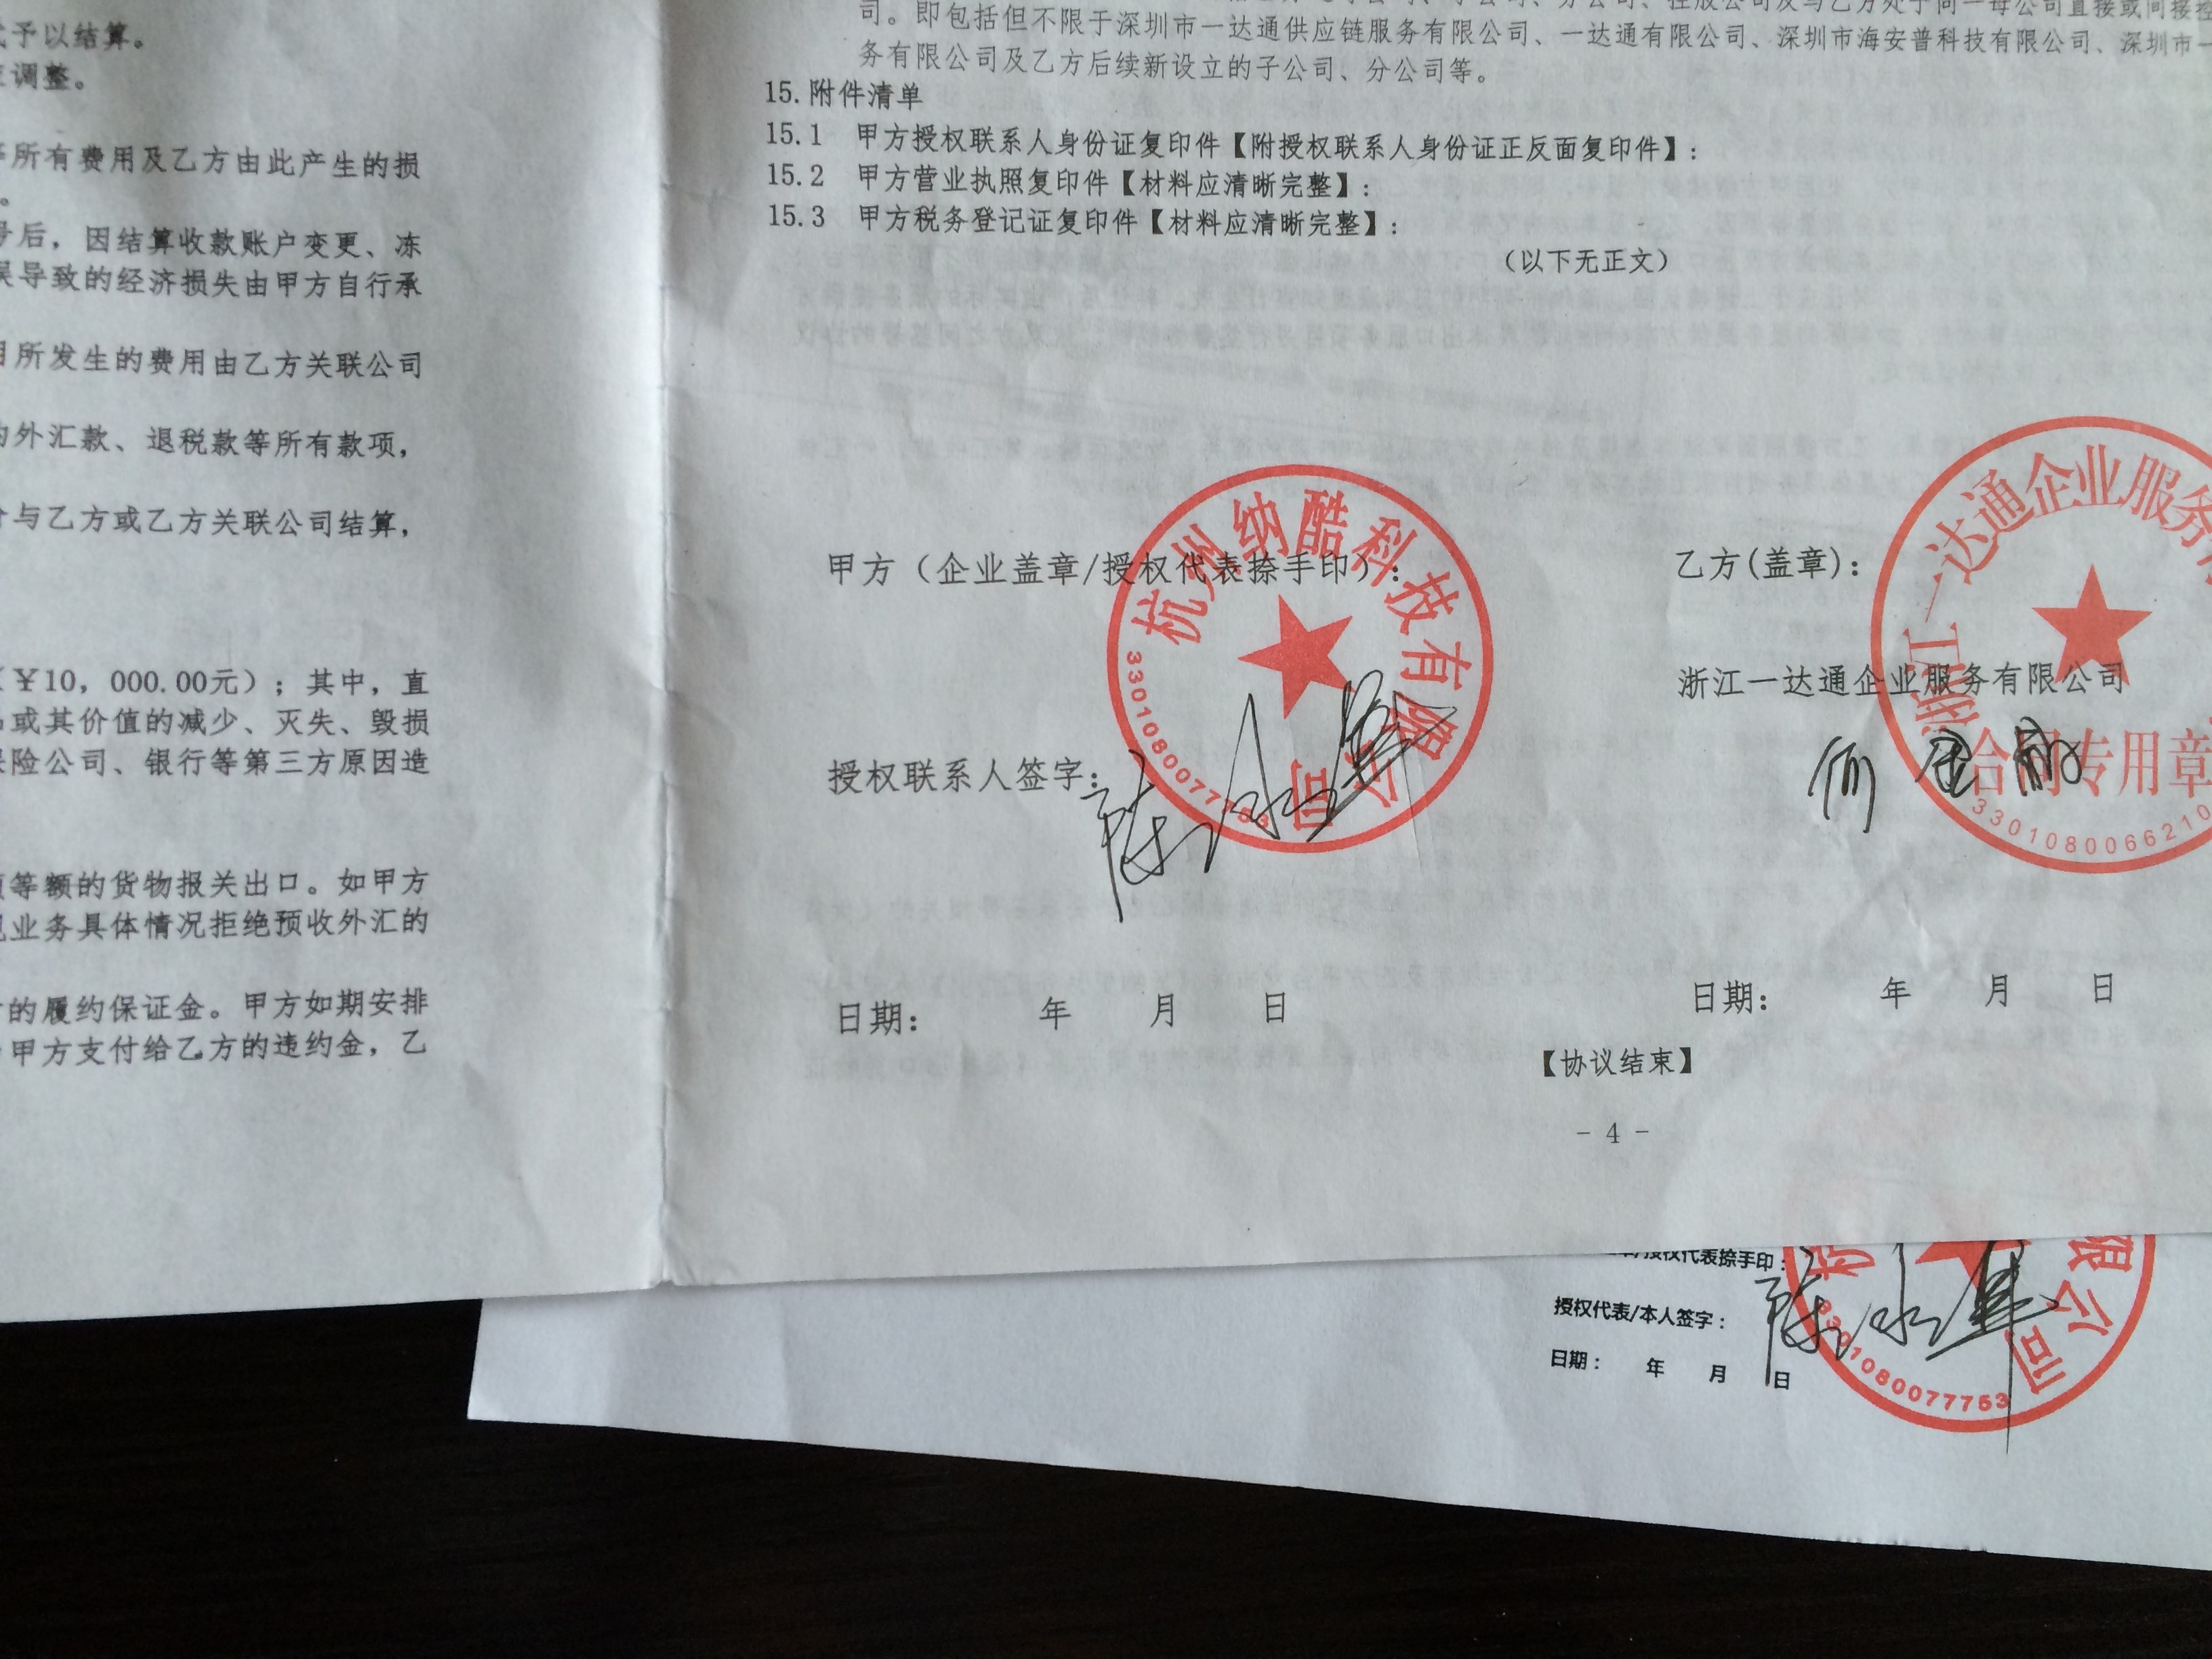 予以结算。
调整。
所有费用及乙方由此产生的损
。
后，因结算收款账户变更、冻
导致的经济损失由甲方自行承
所发生的费用由乙方关联公司
外汇款、退税款等所有款项，
与乙方或乙方关联公司结算，
（￥10，000.00元）；其中，直
或其价值的减少、灭失、毁损
险公司、银行等第三方原因造
等额的货物报关出口。如甲方
业务具体情况拒绝预收外汇的
的履约保证金。甲方如期安排
甲方支付给乙方的违约金，乙
司。即包括但不限于深圳市一达通供应链服务有限公司、一达通有限公司、深圳市海安普科技有限公司、深圳市一
务有限公司及乙方后续新设立的子公司、分公司等。
15.附件清单
15.1 甲方授权联系人身份证复印件【附授权联系人身份证正反面复印件】：
15.2 甲方营业执照复印件【材料应清晰完整】：
15.3 甲方税务登记证复印件【材料应清晰完整】：
（以下无正文）
甲方（企业盖章/授权代表捺手印）：
杭州纳酷科技有限公司
3301080077753
授权联系人签字：
日期： 年 月 日
乙方(盖章)：
浙江一达通企业服务
浙江一达通企业服务有限公司
合同专用章
3301080066210
日期： 年 月 日
【协议结束】
- 4 -
授权代表捺手印：
授权代表/本人签字：
日期： 年 月 日
杭
限公司
3301080077753